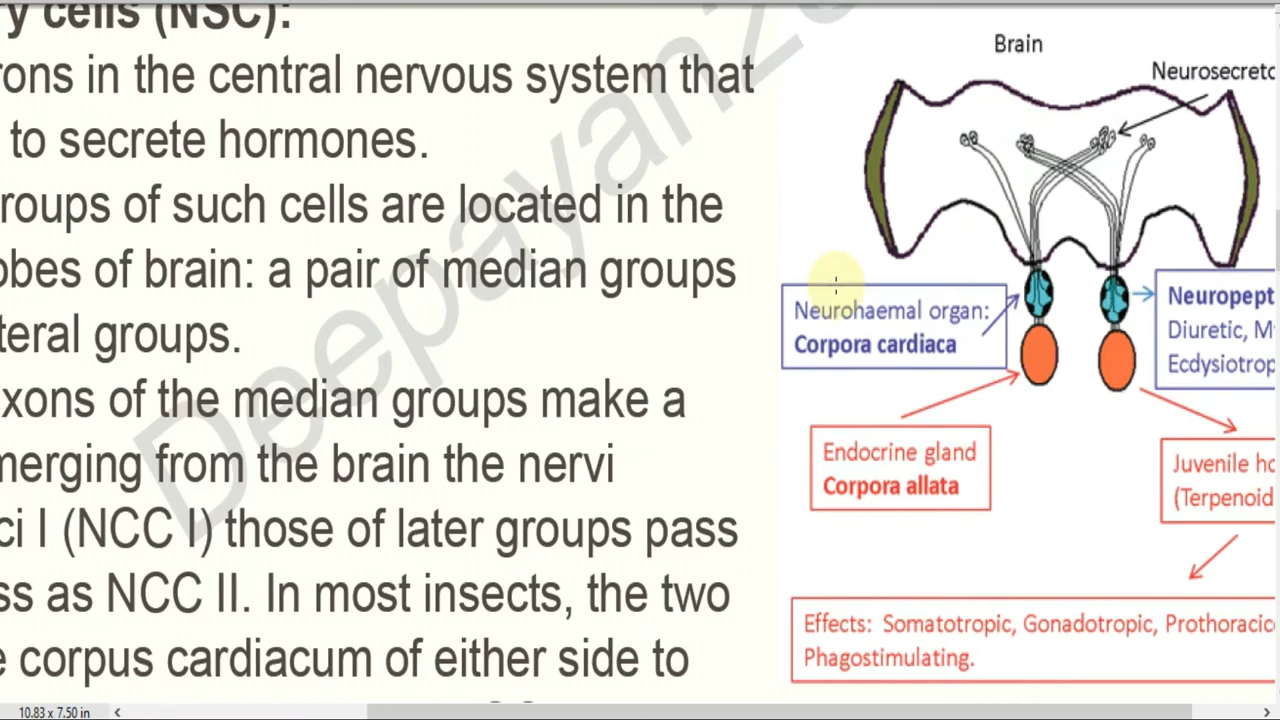 y cells (NSC):
rons in the central nervous system that
to secrete hormones.
roups of such cells are located in the
obes of brain: a pair of median groups
teral groups.
xons of the median groups make a
merging from the brain the nervi
ci I (NCC I) those of later groups pass
ss as NCC II. In most insects, the two
e corpus cardiacum of either side to
Brain
Neurosecreto
Neurohaemal organ:
Corpora cardiaca
Neuropept
Diuretic, M
Ecdysiotrop
Endocrine gland
Corpora allata
Juvenile ho
(Terpenoid
Effects: Somatotropic, Gonadotropic, Prothoracic
Phagostimulating.
Deepayan2
10.83 x 7.50 in